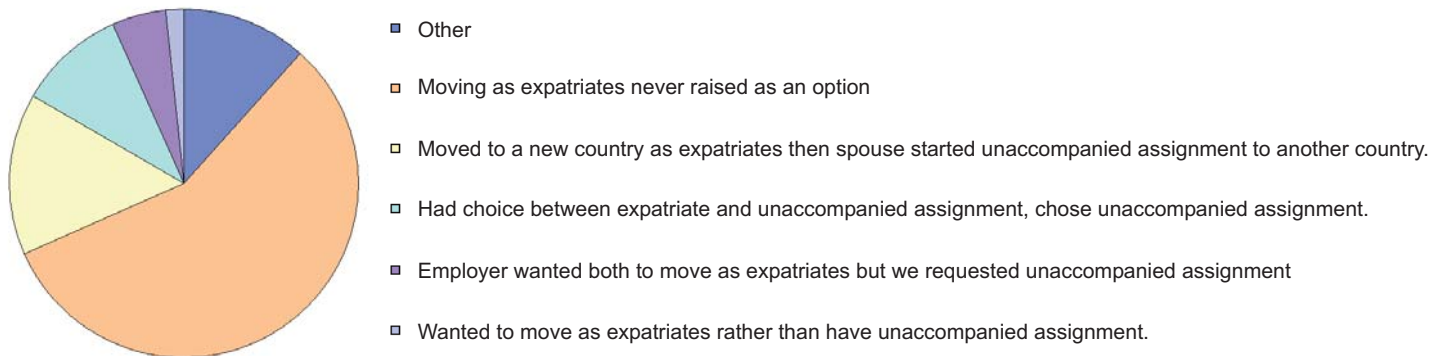 Other
Moving as expatriates never raised as an option
Moved to a new country as expatriates then spouse started unaccompanied assignment to another country.
Had choice between expatriate and unaccompanied assignment, chose unaccompanied assignment.
Employer wanted both to move as expatriates but we requested unaccompanied assignment
Wanted to move as expatriates rather than have unaccompanied assignment.